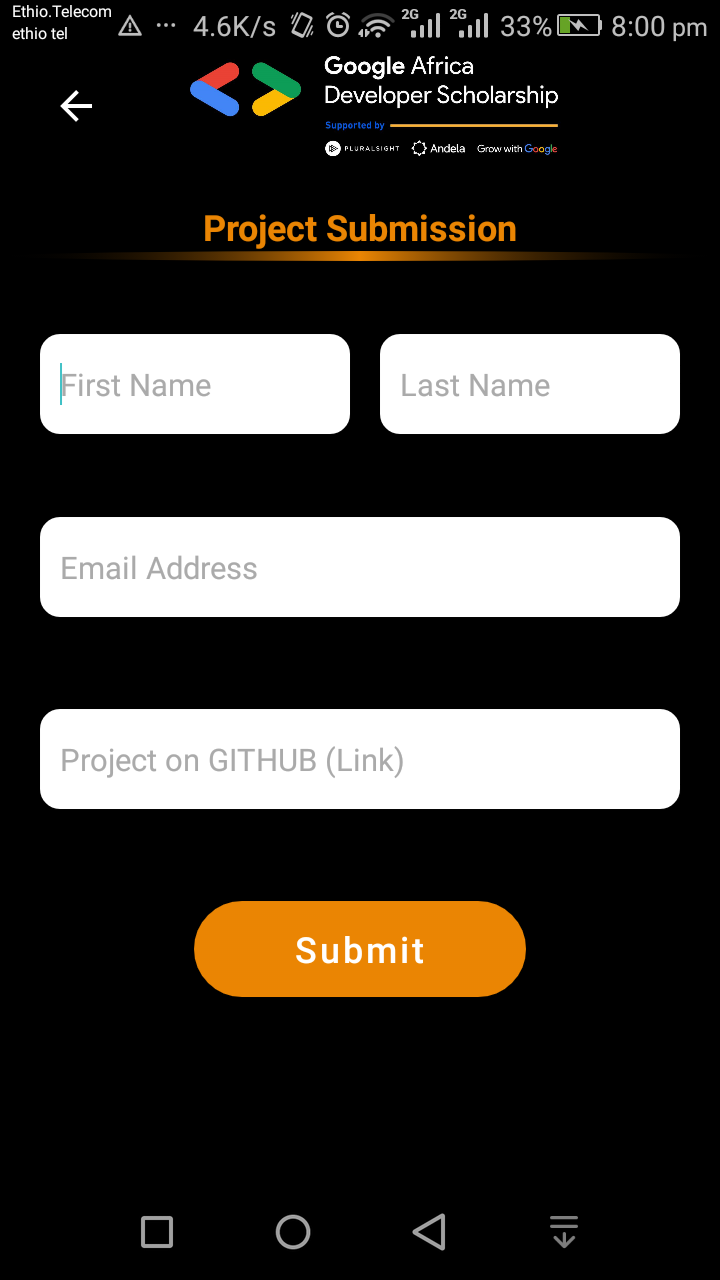 Ethio.Telecom
ethio tel
4.6K/s
2G
2G
33%
8:00 pm
Google Africa
Developer Scholarship
Supported by
PLURALSIGHT Andela Grow with Google
Project Submission
First Name
Last Name
Email Address
Project on GITHUB (Link)
Submit